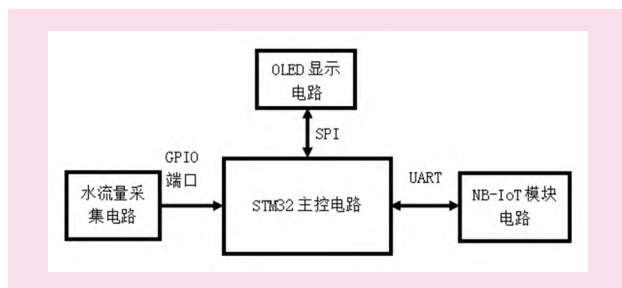 OLED显示
电路
SPI
GPIO
端口
水流量采
集电路
STM32主控电路
UART
NB-IoT模块
电路